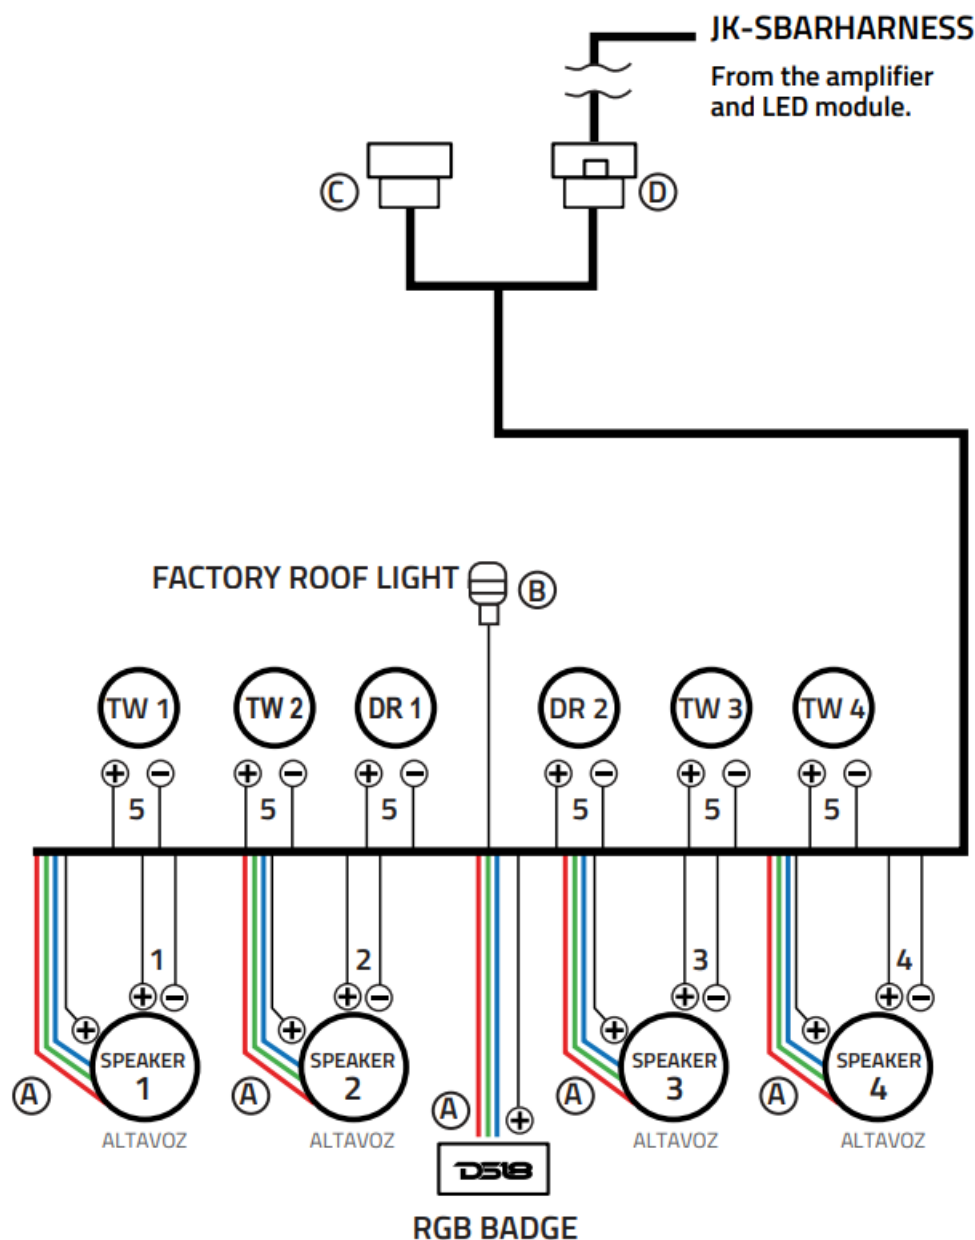 JK-SBARHARNESS
From the amplifier
and LED module.
C
D
FACTORY ROOF LIGHT
B
TW 1
TW 2
DR 1
DR 2
TW 3
TW 4
+ −
+ −
+ −
+ −
+ −
+ −
5
5
5
5
5
5
1
2
3
4
+ −
+ −
+ −
+ −
+
+
+
+
SPEAKER
1
SPEAKER
2
SPEAKER
3
SPEAKER
4
A
A
A
A
A
+
ALTAVOZ
ALTAVOZ
ALTAVOZ
ALTAVOZ
DS18
RGB BADGE